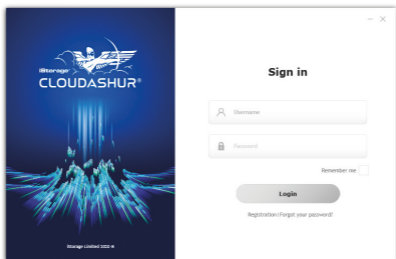 iStorage®
CLOUDASHUR®
iStorage Limited 2020 ©
Sign in
Username
Password
Remember me
Login
Registration|Forgot your password?